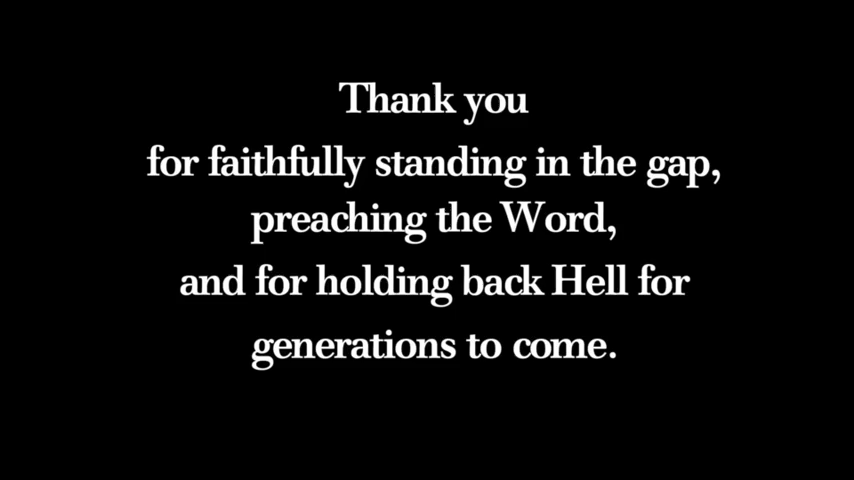 Thank you
for faithfully standing in the gap,
preaching the Word,
and for holding back Hell for
generations to come.